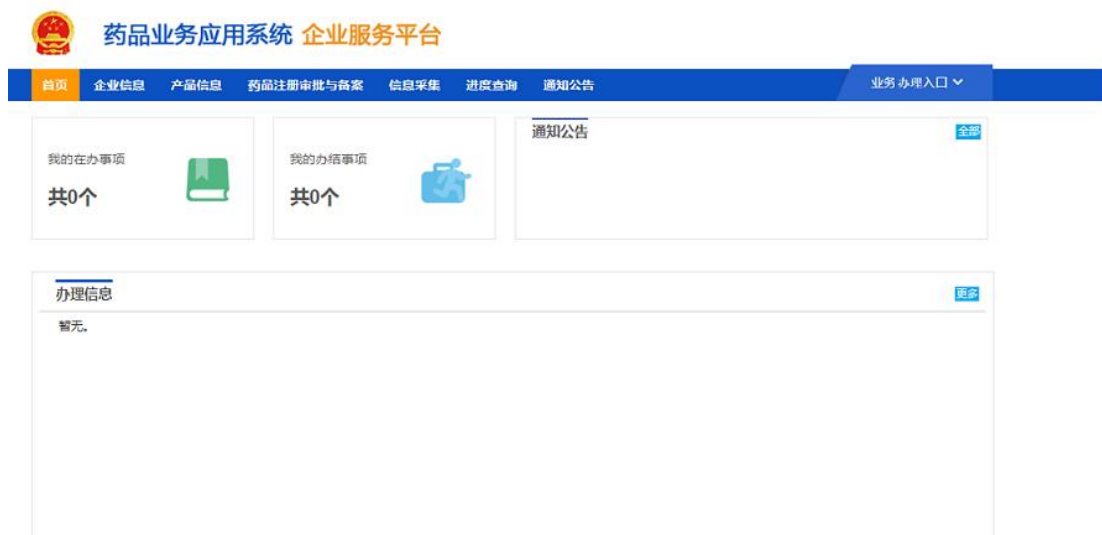 药品业务应用系统 企业服务平台
首页 企业信息 产品信息 药品注册审批与备案 信息采集 进度查询 通知公告 业务办理入口
我的在办事项
共0个
我的办结事项
共0个
通知公告 全部
办理信息 更多
暂无。